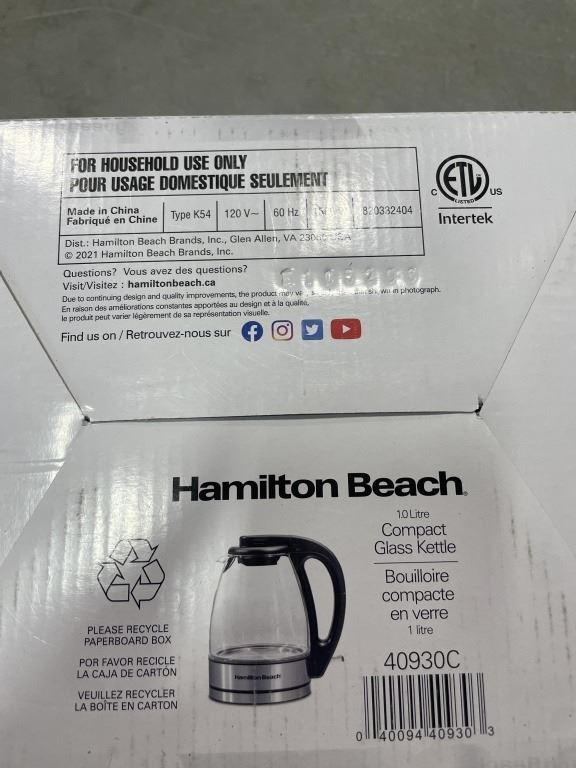 FOR HOUSEHOLD USE ONLY
POUR USAGE DOMESTIQUE SEULEMENT
Made in China
Fabriqué en Chine
Type K54
120 V~
60 Hz
820332404
Dist.: Hamilton Beach Brands, Inc., Glen Allen, VA
© 2021 Hamilton Beach Brands, Inc.
C ETL US
LISTED
Intertek
Questions? Vous avez des questions?
Visit/Visitez : hamiltonbeach.ca
Due to continuing design and quality improvements, the product may photograph.
En raison des améliorations constantes apportées au design et à la qualité,
le produit peut varier légèrement de sa représentation visuelle.
Find us on / Retrouvez-nous sur
Hamilton Beach
1.0 Litre
Compact
Glass Kettle
Bouilloire
compacte
en verre
1 litre
40930C
0 40094 40930 3
PLEASE RECYCLE
PAPERBOARD BOX
POR FAVOR RECICLE
LA CAJA DE CARTÓN
VEUILLEZ RECYCLER
LA BOÎTE EN CARTON
Hamilton Beach